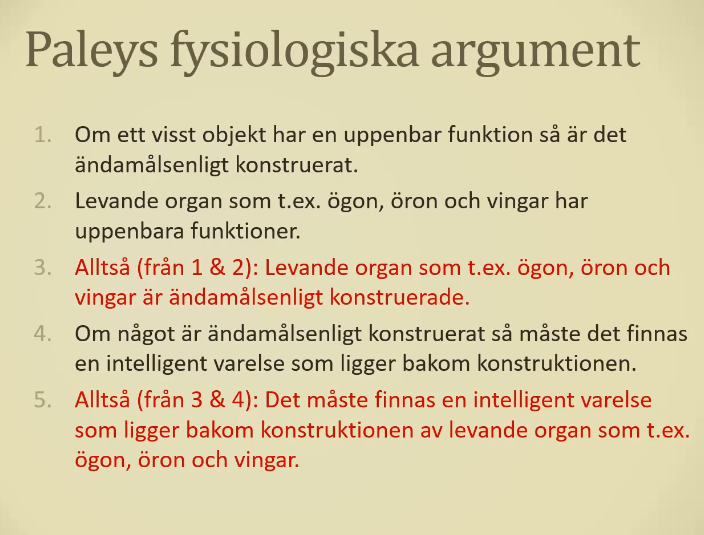 Paleys fysiologiska argument
1. Om ett visst objekt har en uppenbar funktion så är det
ändamålsenligt konstruerat.
2. Levande organ som t.ex. ögon, öron och vingar har
uppenbara funktioner.
3. Alltså (från 1 & 2): Levande organ som t.ex. ögon, öron och
vingar är ändamålsenligt konstruerade.
4. Om något är ändamålsenligt konstruerat så måste det finnas
en intelligent varelse som ligger bakom konstruktionen.
5. Alltså (från 3 & 4): Det måste finnas en intelligent varelse
som ligger bakom konstruktionen av levande organ som t.ex.
ögon, öron och vingar.